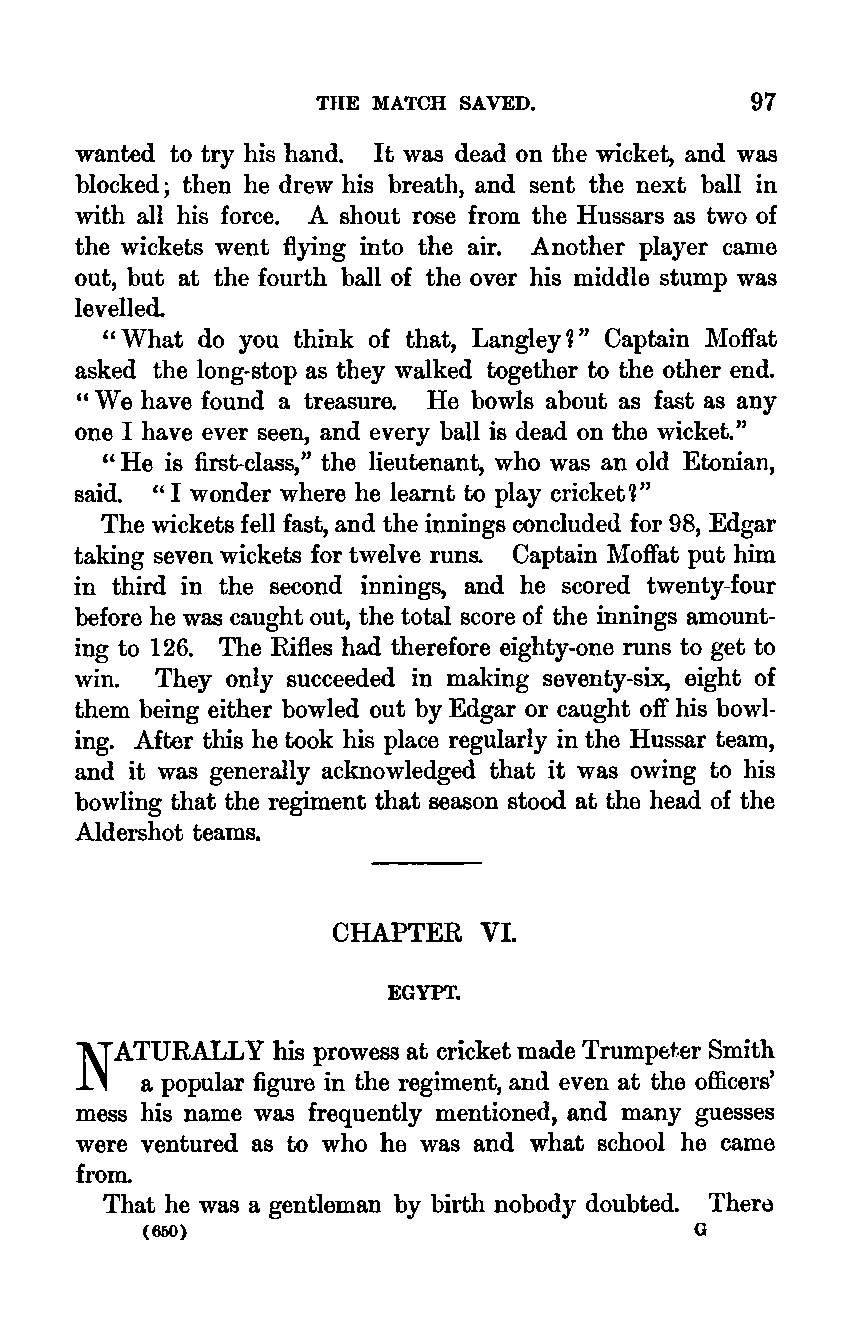 THE MATCH SAVED. 97
wanted to try his hand. It was dead on the wicket, and was
blocked; then he drew his breath, and sent the next ball in
with all his force. A shout rose from the Hussars as two of
the wickets went flying into the air. Another player came
out, but at the fourth ball of the over his middle stump was
levelled.
"What do you think of that, Langley?" Captain Moffat
asked the long-stop as they walked together to the other end.
"We have found a treasure. He bowls about as fast as any
one I have ever seen, and every ball is dead on the wicket."
"He is first-class," the lieutenant, who was an old Etonian,
said. "I wonder where he learnt to play cricket?"
The wickets fell fast, and the innings concluded for 98, Edgar
taking seven wickets for twelve runs. Captain Moffat put him
in third in the second innings, and he scored twenty-four
before he was caught out, the total score of the innings amount-
ing to 126. The Rifles had therefore eighty-one runs to get to
win. They only succeeded in making seventy-six, eight of
them being either bowled out by Edgar or caught off his bowl-
ing. After this he took his place regularly in the Hussar team,
and it was generally acknowledged that it was owing to his
bowling that the regiment that season stood at the head of the
Aldershot teams.
CHAPTER VI.
EGYPT.
NATURALLY his prowess at cricket made Trumpeter Smith
a popular figure in the regiment, and even at the officers'
mess his name was frequently mentioned, and many guesses
were ventured as to who he was and what school he came
from.
That he was a gentleman by birth nobody doubted. There
(650) G